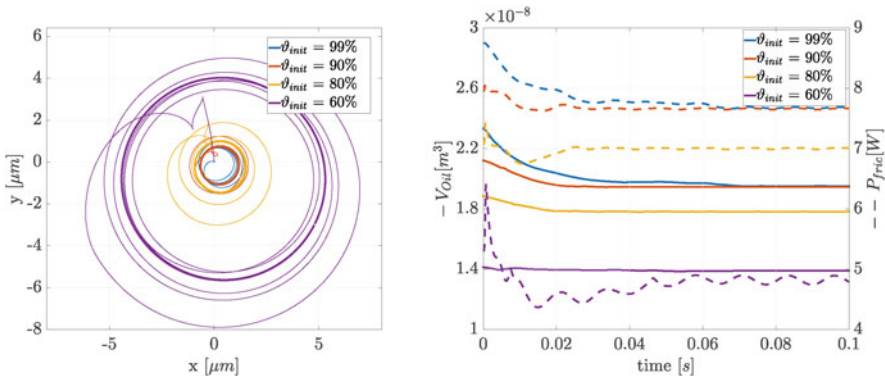 6
4
2
0
-2
-4
-6
-8
y [μm]
-5
0
5
x [μm]
ϑinit = 99%
ϑinit = 90%
ϑinit = 80%
ϑinit = 60%
×10⁻⁸
3
2.6
2.2
1.8
1.4
1
— VOil[m³]
0
0.02
0.04
0.06
0.08
0.1
time [s]
ϑinit = 99%
ϑinit = 90%
ϑinit = 80%
ϑinit = 60%
9
8
7
6
5
4
-- Pfric[W]